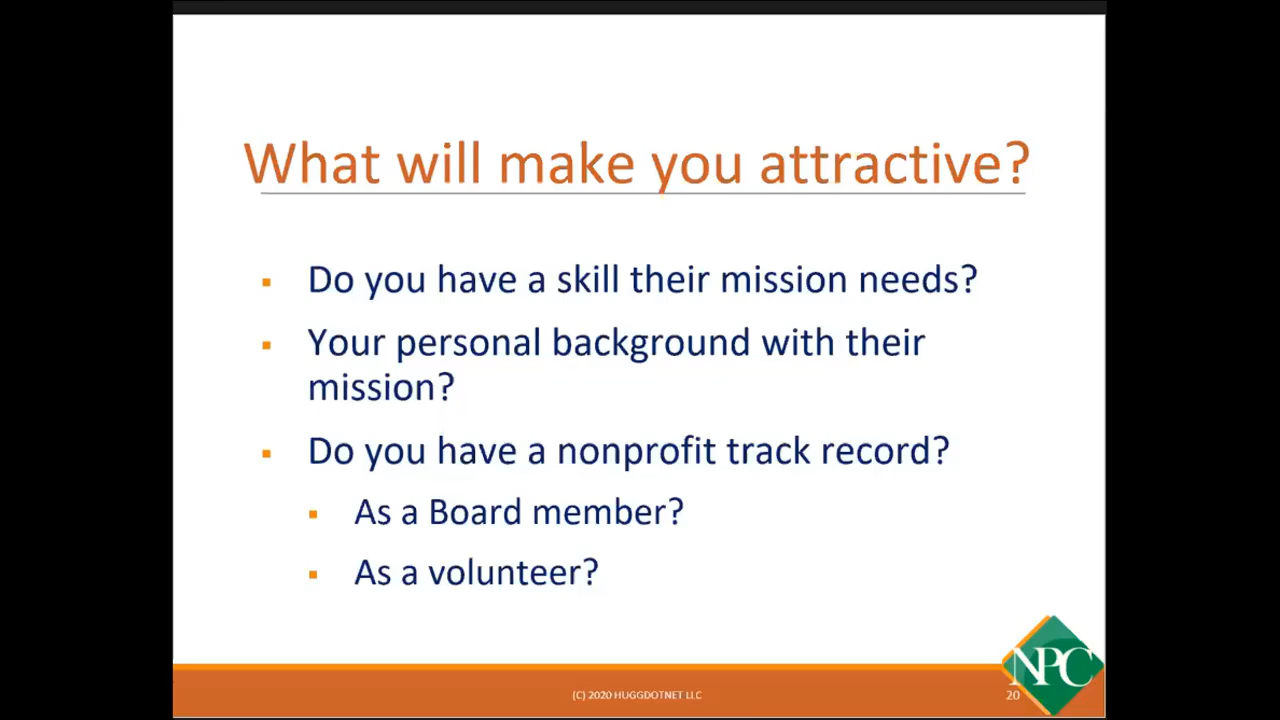 What will make you attractive?
▪ Do you have a skill their mission needs?
▪ Your personal background with their
mission?
▪ Do you have a nonprofit track record?
▪ As a Board member?
▪ As a volunteer?
NPC
(C) 2020 HUGGDOTNET LLC
20